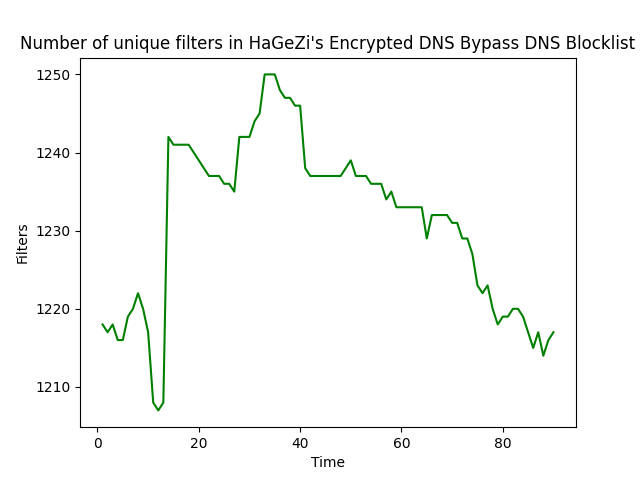 Number of unique filters in HaGeZi's Encrypted DNS Bypass DNS Blocklist
1250
1240
1230
1220
1210
Filters
0 20 40 60 80
Time